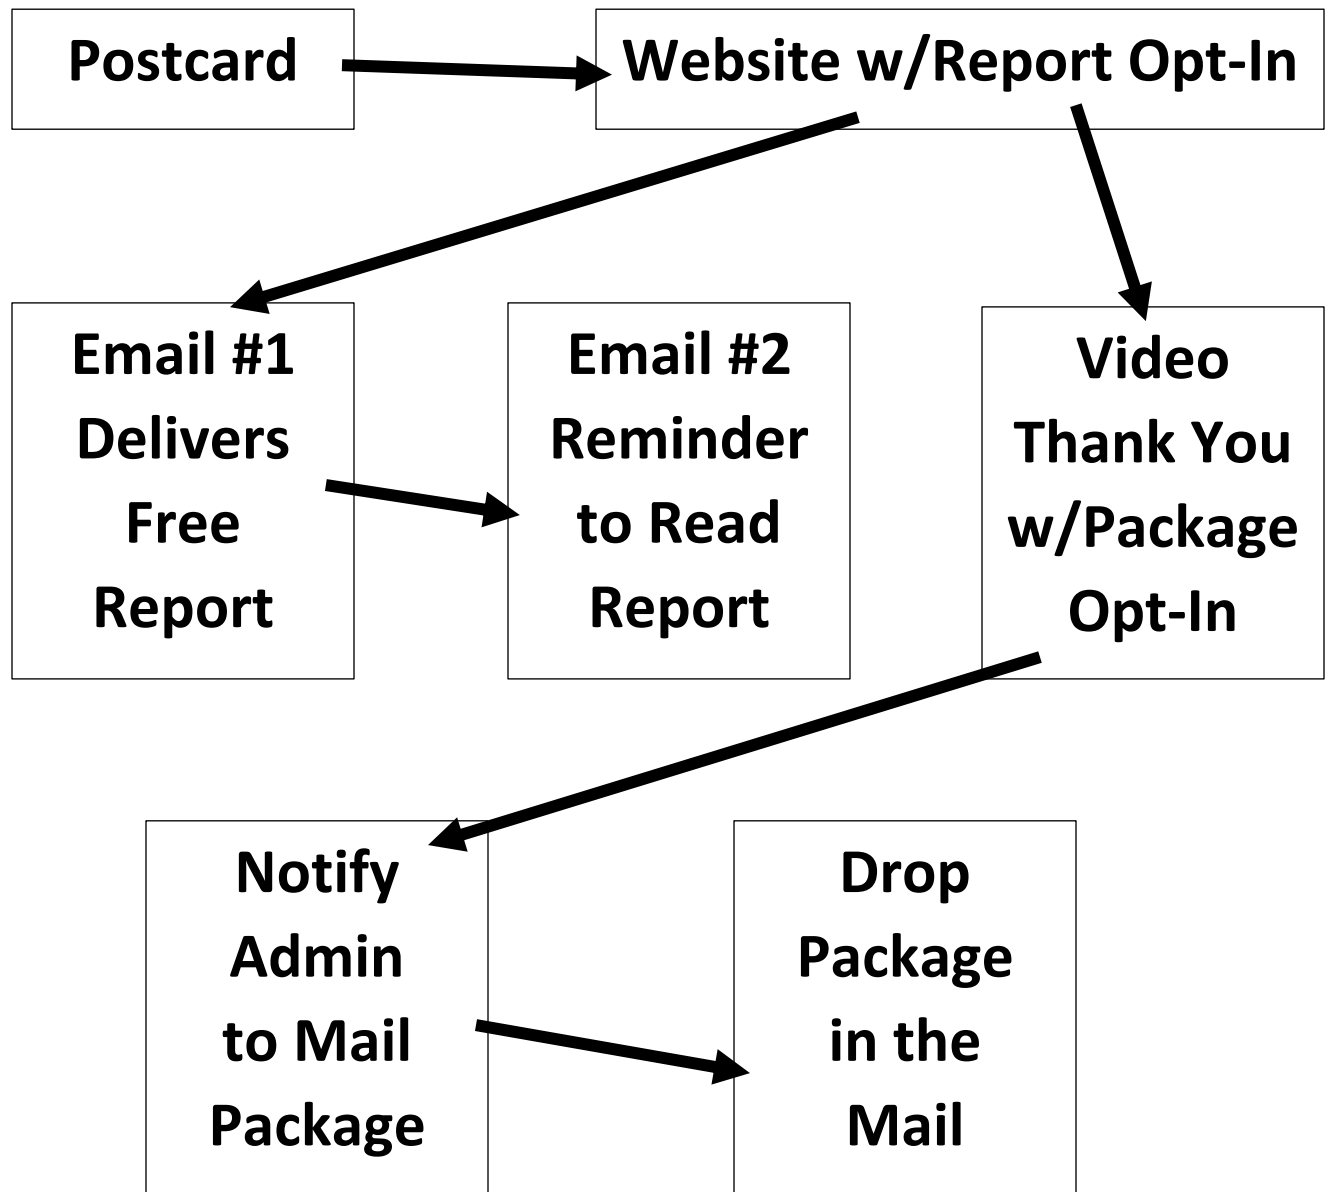 Postcard
Website w/Report Opt-In
Email #1
Delivers
Free
Report
Email #2
Reminder
to Read
Report
Video
Thank You
w/Package
Opt-In
Notify
Admin
to Mail
Package
Drop
Package
in the
Mail